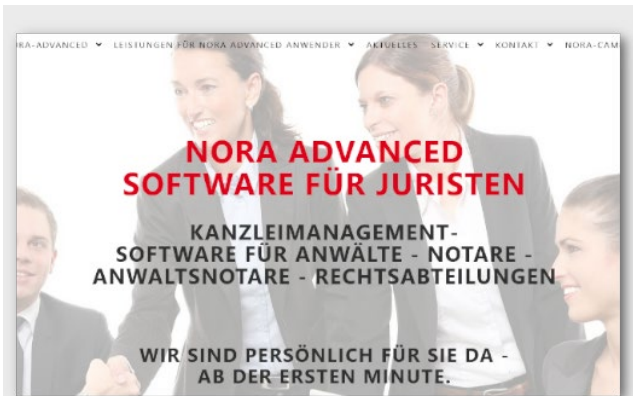 RA-ADVANCED LEISTUNGEN FÜR NORA ADVANCED ANWENDER AKTUELLES SERVICE KONTAKT NORA-CAM
NORA ADVANCED
SOFTWARE FÜR JURISTEN
KANZLEIMANAGEMENT-
SOFTWARE FÜR ANWÄLTE - NOTARE -
ANWALTSNOTARE - RECHTSABTEILUNGEN
WIR SIND PERSÖNLICH FÜR SIE DA -
AB DER ERSTEN MINUTE.